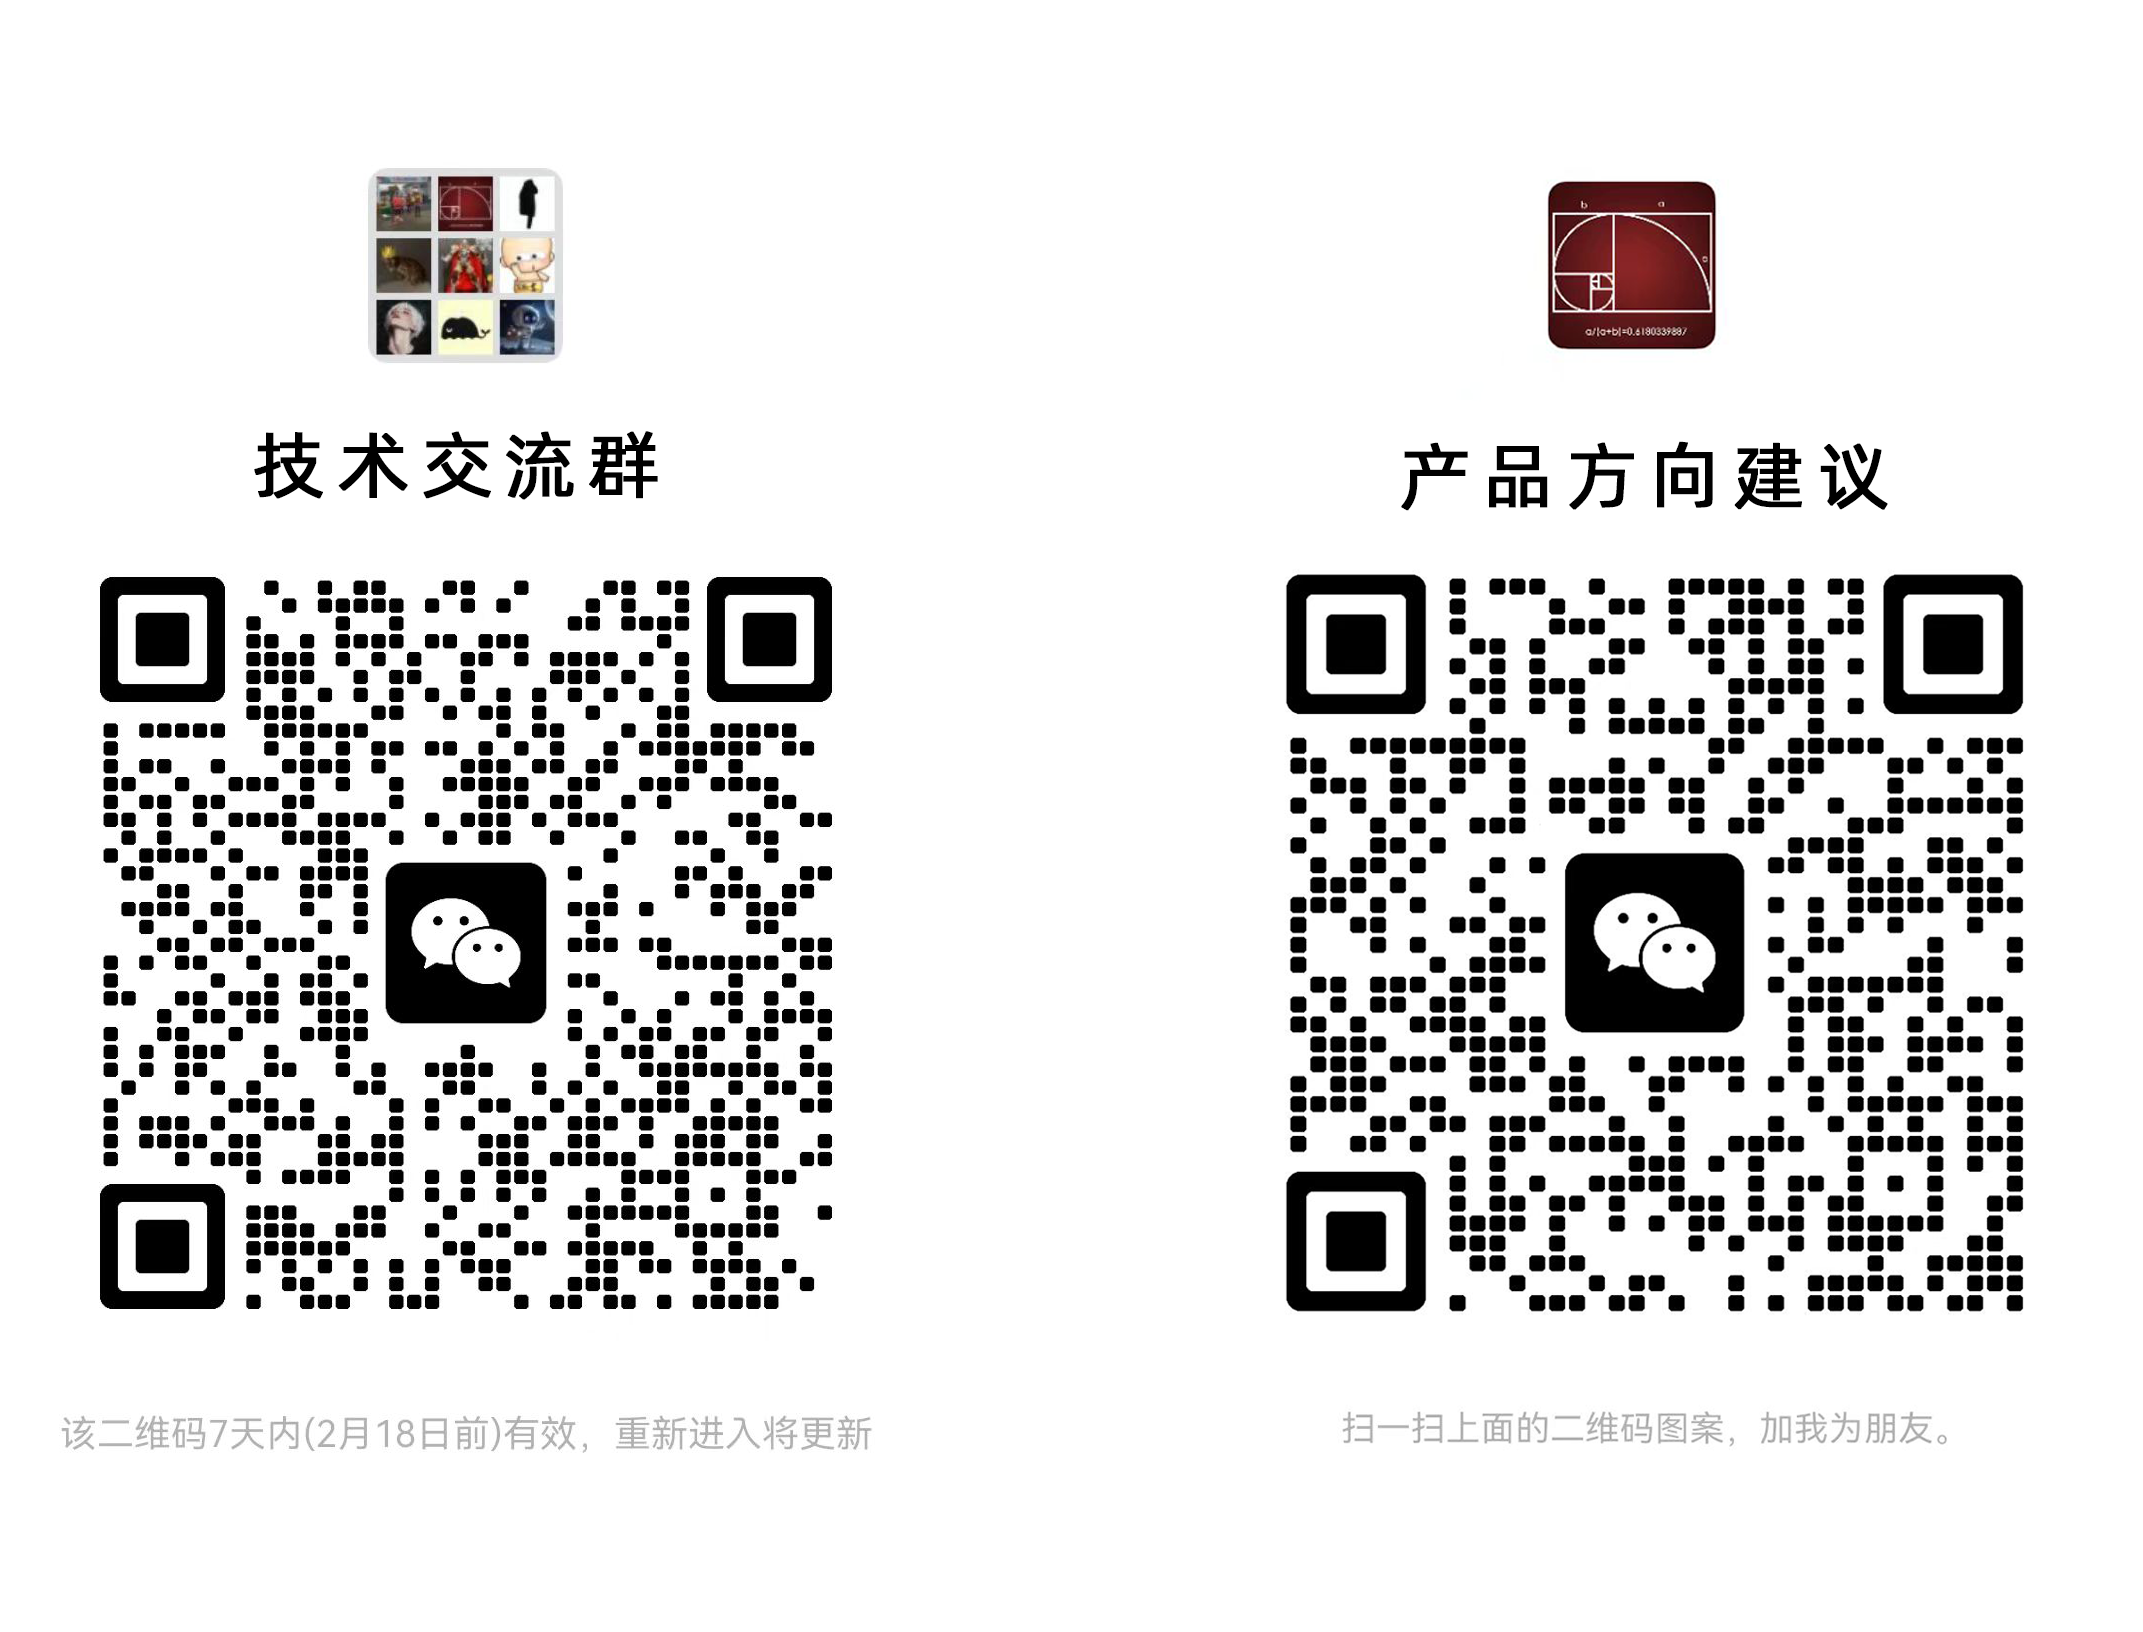 技术交流群
该二维码7天内(2月18日前)有效，重新进入将更新
b a
a
a/(a+b)=0.6180339887
产品方向建议
扫一扫上面的二维码图案，加我为朋友。